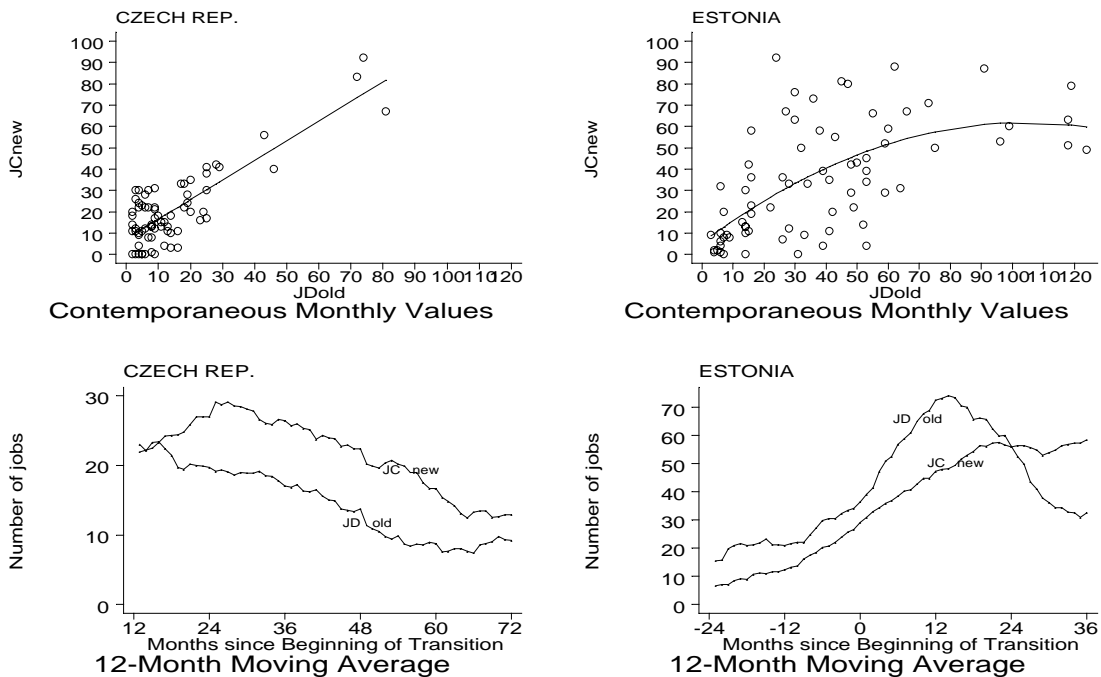 CZECH REP.
100
90
80
70
60
50
40
30
20
10
0
JCnew
0 10 20 30 40 50 60 70 80 90 100 110 120
JDold
Contemporaneous Monthly Values
ESTONIA
100
90
80
70
60
50
40
30
20
10
0
JCnew
0 10 20 30 40 50 60 70 80 90 100 110 120
JDold
Contemporaneous Monthly Values
CZECH REP.
30
20
10
0
Number of jobs
JC new
JD old
12 24 36 48 60 72
Months since Beginning of Transition
12-Month Moving Average
ESTONIA
70
60
50
40
30
20
10
0
Number of jobs
JD old
JC new
-24 -12 0 12 24 36
Months since Beginning of Transition
12-Month Moving Average